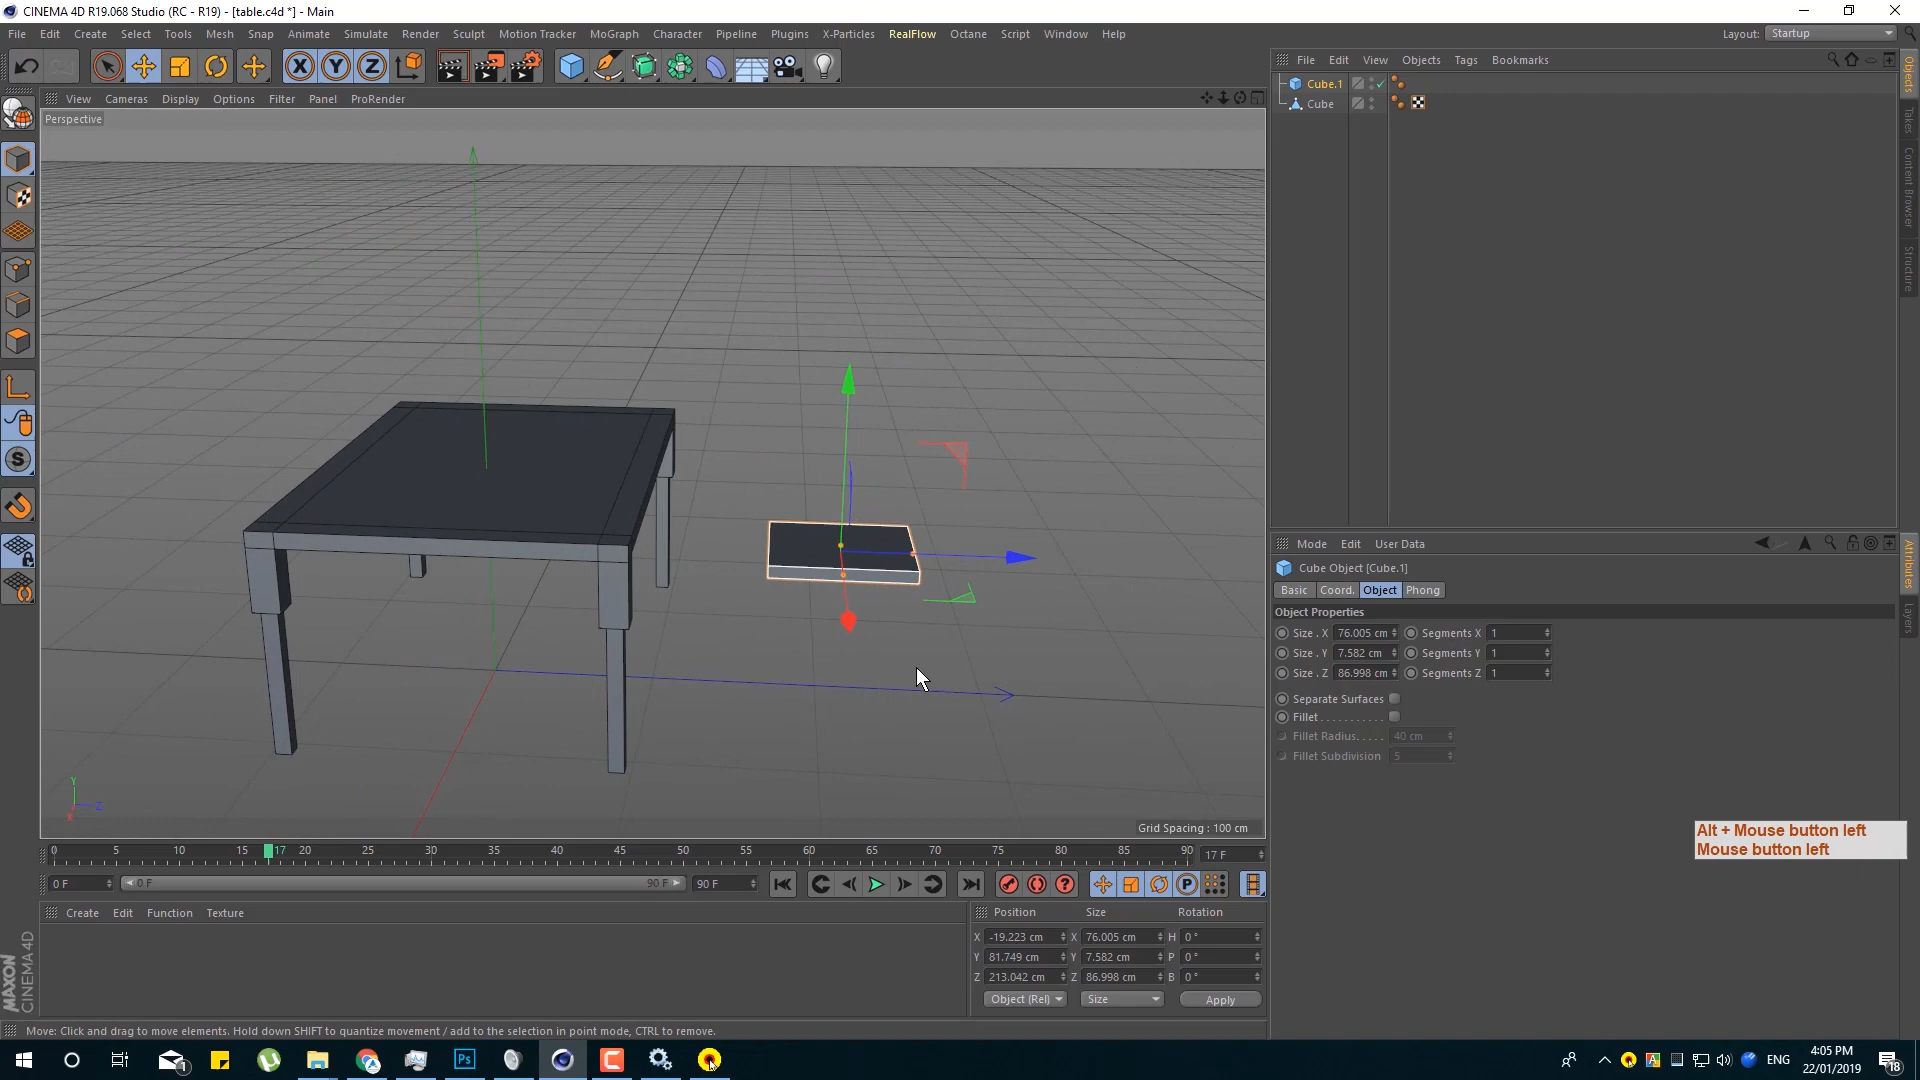 CINEMA 4D R19.068 Studio (RC - R19) - [table.c4d *] - Main
File Edit Create Select Tools Mesh Snap Animate Simulate Render Sculpt Motion Tracker MoGraph Character Pipeline Plugins X-Particles RealFlow Octane Script Window Help Layout: Startup
File Edit View Objects Tags Bookmarks
View Cameras Display Options Filter Panel ProRender
Perspective
Cube.1
Cube
Objects
Takes
Content Browser
Structure
Mode Edit User Data
Cube Object [Cube.1]
Basic Coord. Object Phong
Object Properties
Size . X 76.005 cm Segments X 1
Size . Y 7.582 cm Segments Y 1
Size . Z 86.998 cm Segments Z 1
Separate Surfaces
Fillet . . . . . . . . . . .
Fillet Radius. . . . . 40 cm
Fillet Subdivision 5
Attributes
Layers
Alt + Mouse button left
Mouse button left
Y
Z
X
Grid Spacing : 100 cm
0 5 10 15 17 20 25 30 35 40 45 50 55 60 65 70 75 80 85 90 17 F
0 F 0 F 90 F 90 F
Create Edit Function Texture
Position Size Rotation
X -19.223 cm X 76.005 cm H 0 °
Y 81.749 cm Y 7.582 cm P 0 °
Z 213.042 cm Z 86.998 cm B 0 °
Object (Rel) Size Apply
MAXON
CINEMA 4D
Move: Click and drag to move elements. Hold down SHIFT to quantize movement / add to the selection in point mode, CTRL to remove.
ENG
4:05 PM
22/01/2019
18